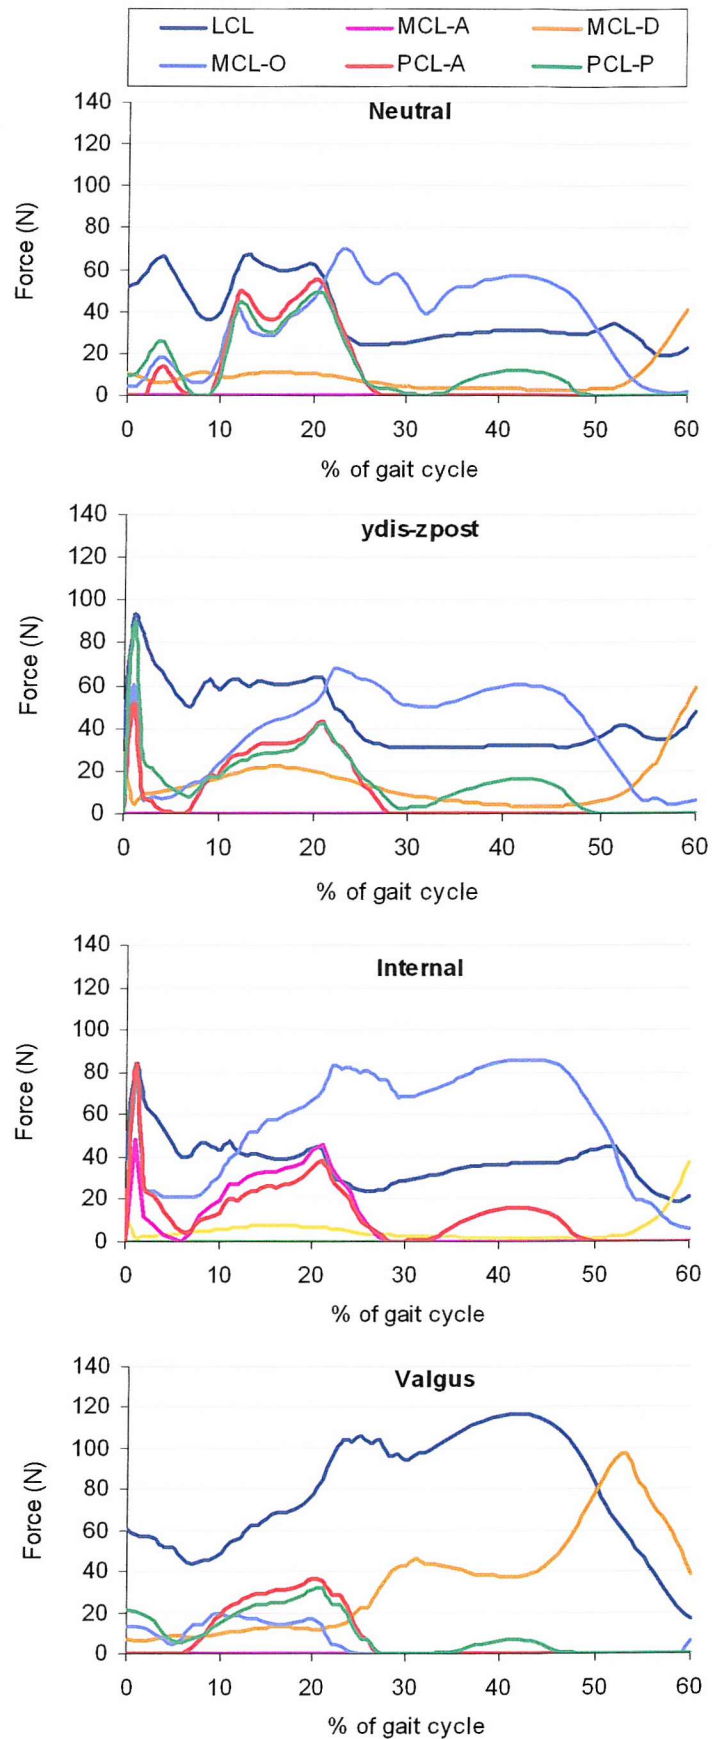 LCL MCL-A MCL-D
MCL-O PCL-A PCL-P
Neutral
140
120
100
80
60
40
20
0
Force (N)
0 10 20 30 40 50 60
% of gait cycle
ydis-zpost
140
120
100
80
60
40
20
0
Force (N)
0 10 20 30 40 50 60
% of gait cycle
Internal
140
120
100
80
60
40
20
0
Force (N)
0 10 20 30 40 50 60
% of gait cycle
Valgus
140
120
100
80
60
40
20
0
Force (N)
0 10 20 30 40 50 60
% of gait cycle